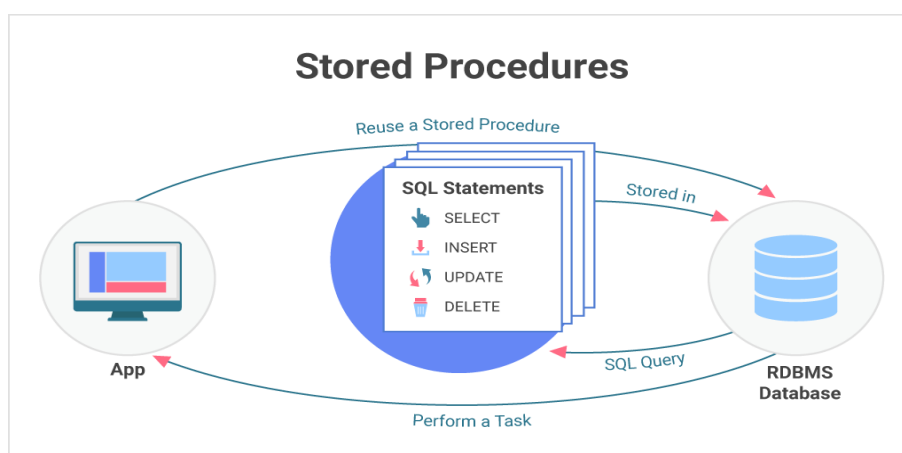 Stored Procedures
Reuse a Stored Procedure
SQL Statements
SELECT
INSERT
UPDATE
DELETE
Stored in
SQL Query
App
RDBMS
Database
Perform a Task